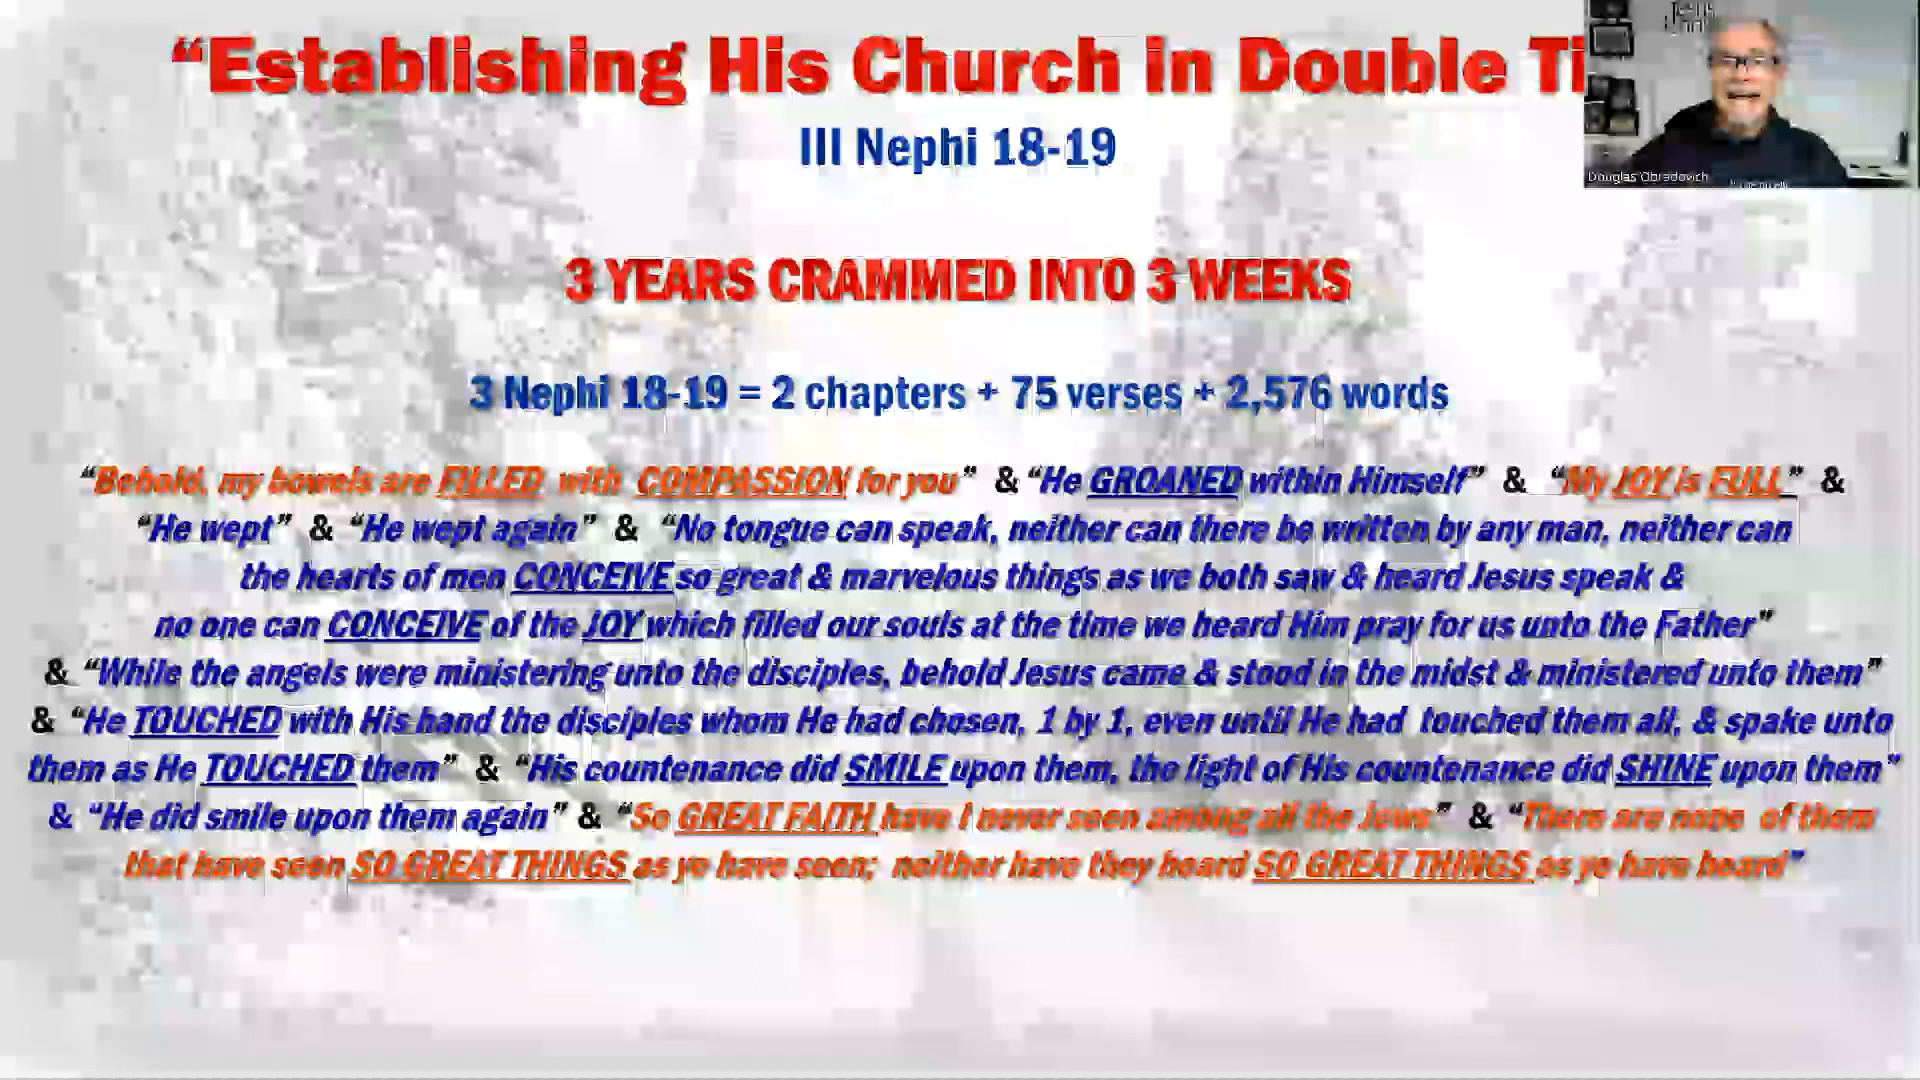 “Establishing His Church in Double Ti
III Nephi 18-19
Douglas Obradovich
3 YEARS CRAMMED INTO 3 WEEKS
3 Nephi 18-19 = 2 chapters + 75 verses + 2,576 words
“Behold, my bowels are FILLED with COMPASSION for you” & “He GROANED within Himself” & “My JOY is FULL” &
“He wept” & “He wept again” & “No tongue can speak, neither can there be written by any man, neither can
the hearts of men CONCEIVE so great & marvelous things as we both saw & heard Jesus speak &
no one can CONCEIVE of the JOY which filled our souls at the time we heard Him pray for us unto the Father”
& “While the angels were ministering unto the disciples, behold Jesus came & stood in the midst & ministered unto them”
& “He TOUCHED with His hand the disciples whom He had chosen, 1 by 1, even until He had touched them all, & spake unto
them as He TOUCHED them” & “His countenance did SMILE upon them, the light of His countenance did SHINE upon them”
& “He did smile upon them again” & “So GREAT FAITH have I never seen among all the Jews” & “There are none of them
that have seen SO GREAT THINGS as ye have seen; neither have they heard SO GREAT THINGS as ye have heard”